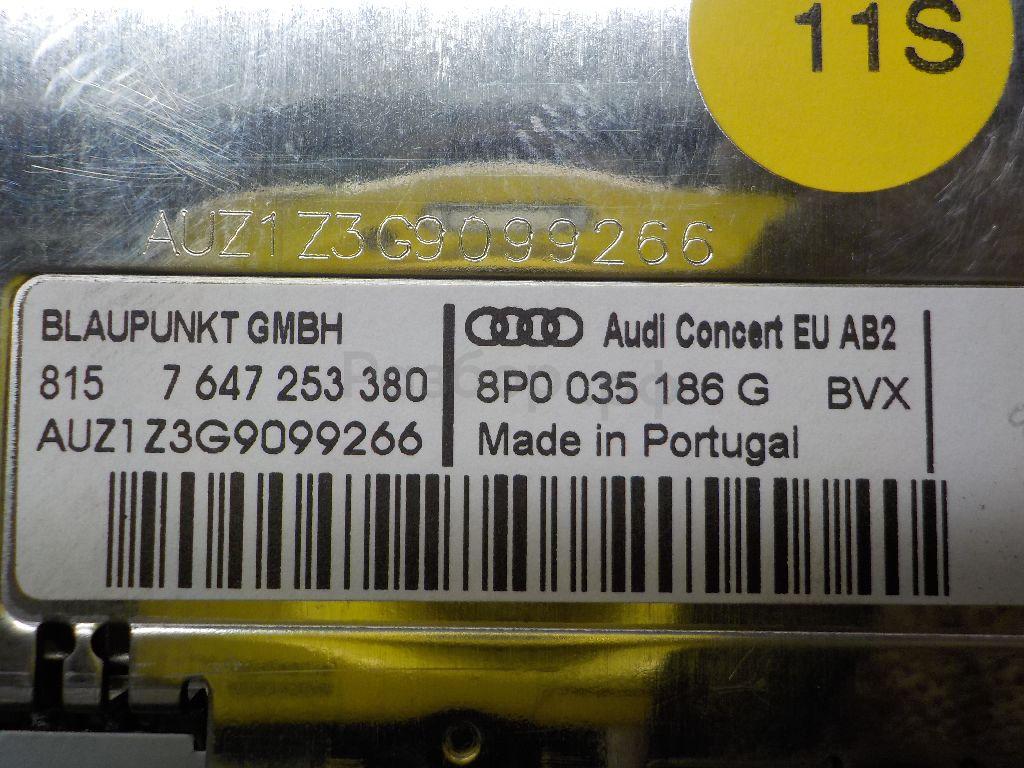 11S
AUZ1Z3G9099266
BLAUPUNKT GMBH
815 7 647 253 380
AUZ1Z3G9099266
Audi Concert EU AB2
8P0 035 186 G BVX
Made in Portugal